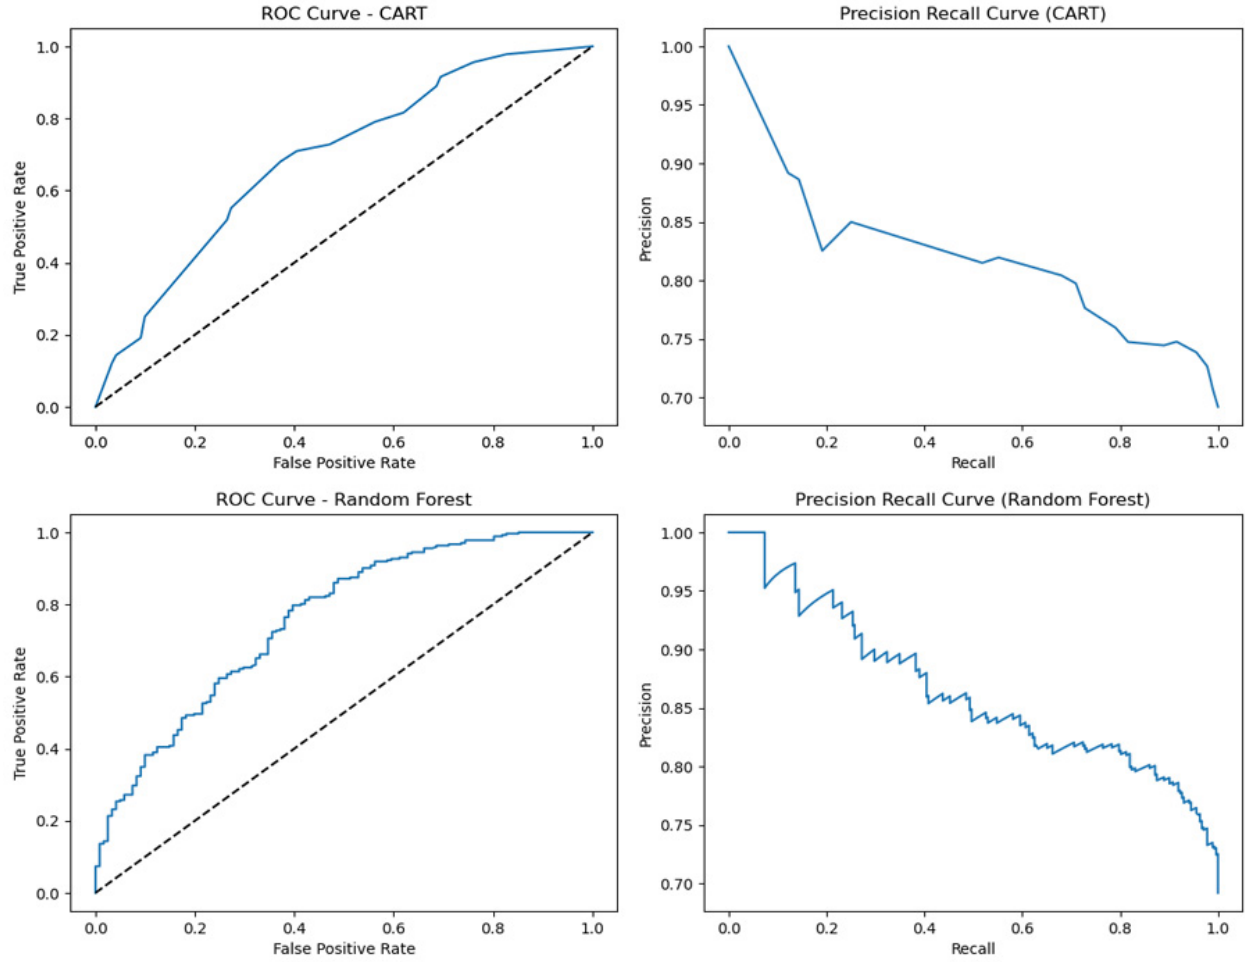 ROC Curve - CART
1.0
0.8
0.6
0.4
0.2
0.0
True Positive Rate
0.0 0.2 0.4 0.6 0.8 1.0
False Positive Rate
Precision Recall Curve (CART)
1.00
0.95
0.90
0.85
0.80
0.75
0.70
Precision
0.0 0.2 0.4 0.6 0.8 1.0
Recall
ROC Curve - Random Forest
1.0
0.8
0.6
0.4
0.2
0.0
True Positive Rate
0.0 0.2 0.4 0.6 0.8 1.0
False Positive Rate
Precision Recall Curve (Random Forest)
1.00
0.95
0.90
0.85
0.80
0.75
0.70
Precision
0.0 0.2 0.4 0.6 0.8 1.0
Recall